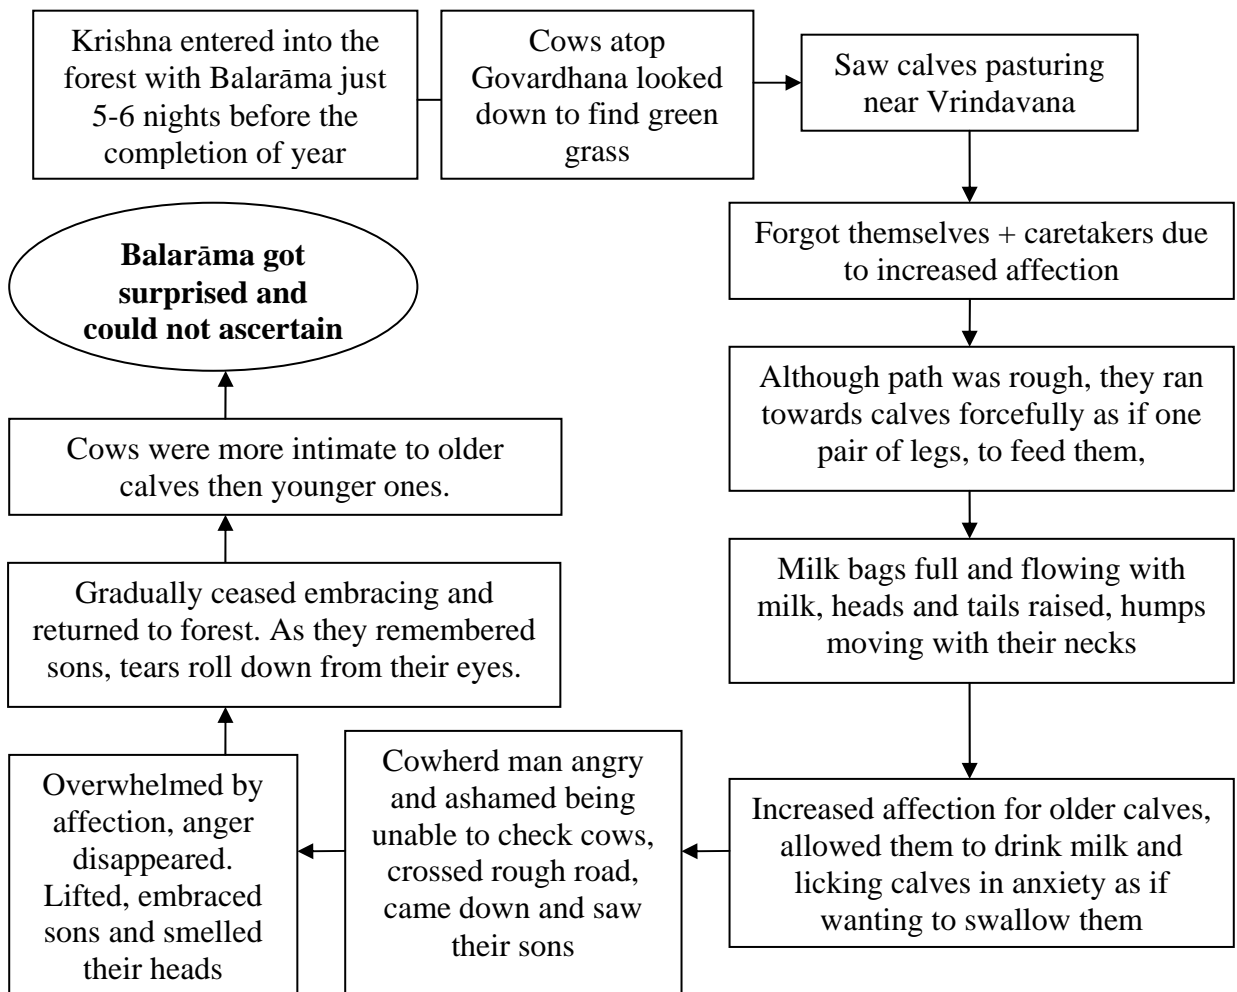 Krishna entered into the
forest with Balarāma just
5-6 nights before the
completion of year
Cows atop
Govardhana looked
down to find green
grass
Saw calves pasturing
near Vrindavana
Forgot themselves + caretakers due
to increased affection
Although path was rough, they ran
towards calves forcefully as if one
pair of legs, to feed them,
Milk bags full and flowing with
milk, heads and tails raised, humps
moving with their necks
Increased affection for older calves,
allowed them to drink milk and
licking calves in anxiety as if
wanting to swallow them
Cowherd man angry
and ashamed being
unable to check cows,
crossed rough road,
came down and saw
their sons
Overwhelmed by
affection, anger
disappeared.
Lifted, embraced
sons and smelled
their heads
Gradually ceased embracing and
returned to forest. As they remembered
sons, tears roll down from their eyes.
Cows were more intimate to older
calves then younger ones.
Balarāma got
surprised and
could not ascertain